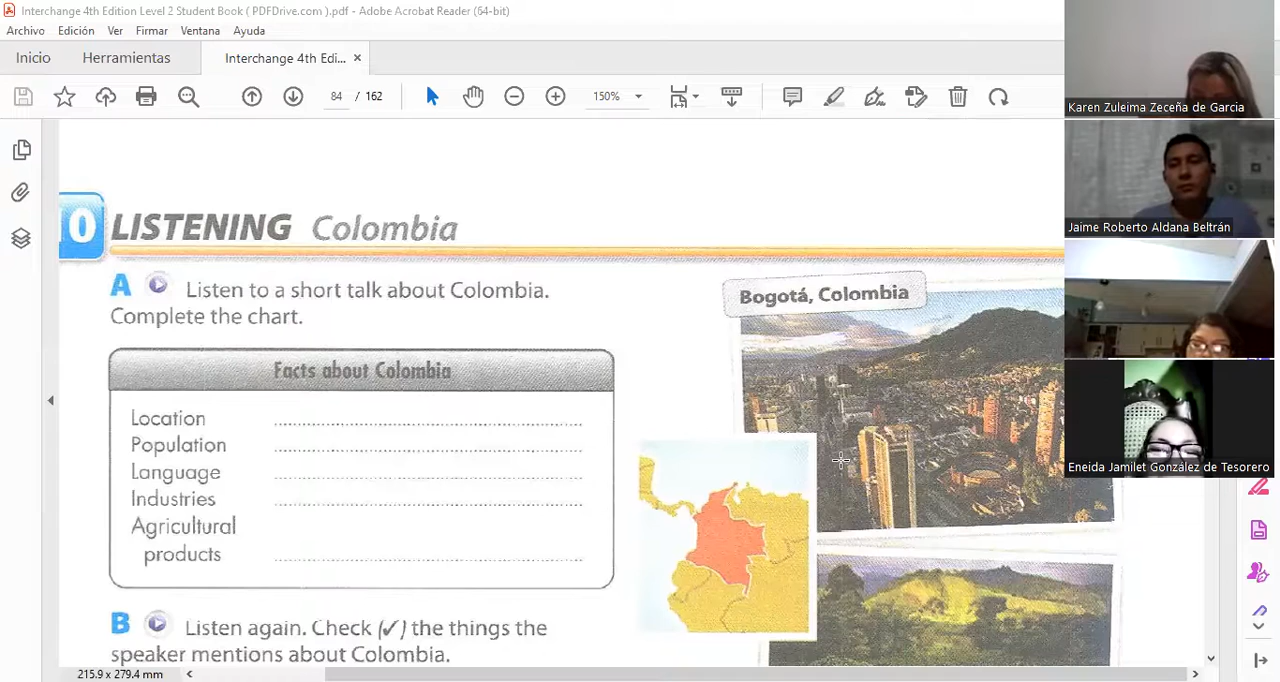 Interchange 4th Edition Level 2 Student Book ( PDFDrive.com ).pdf - Adobe Acrobat Reader (64-bit)
Archivo Edición Ver Firmar Ventana Ayuda
Inicio Herramientas Interchange 4th Edi... ×
84 / 162 150%
Karen Zuleima Zeceña de Garcia
Jaime Roberto Aldana Beltrán
Eneida Jamilet González de Tesorero
0 LISTENING Colombia
A Listen to a short talk about Colombia.
Complete the chart.
Facts about Colombia
Location
Population
Language
Industries
Agricultural
products
Bogotá, Colombia
B Listen again. Check (✓) the things the
speaker mentions about Colombia.
215.9 x 279.4 mm